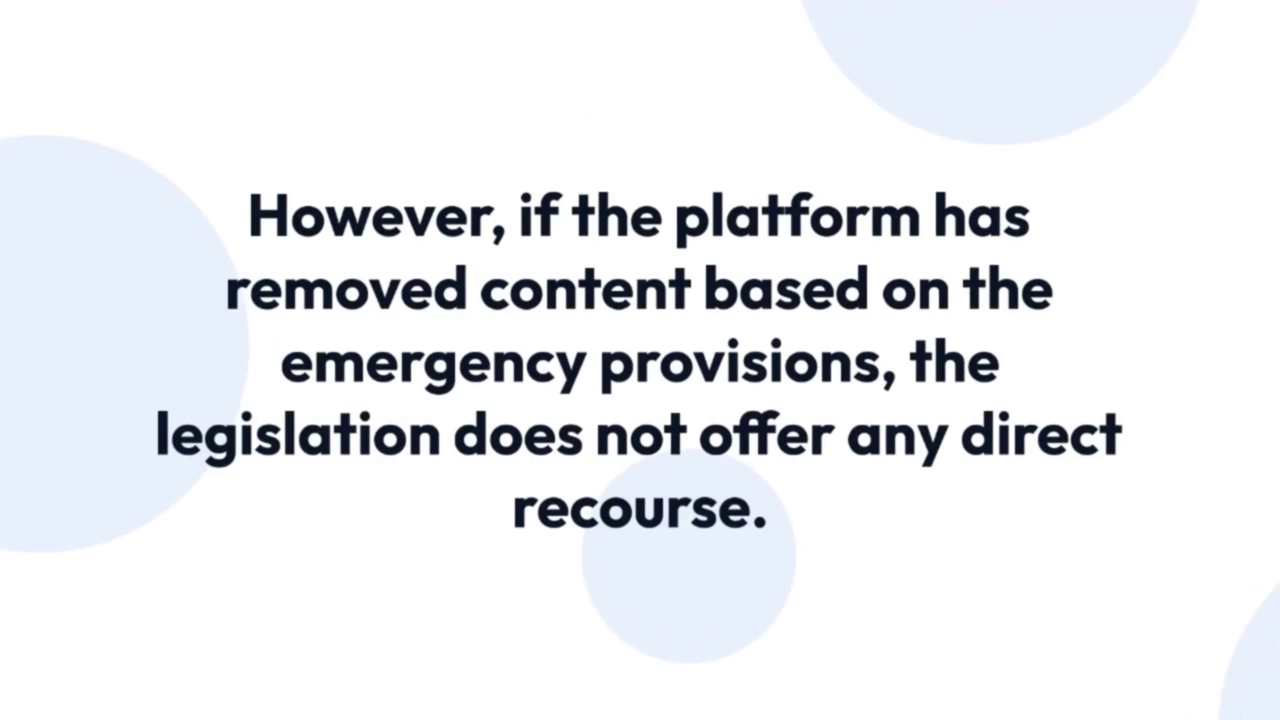 However, if the platform has
removed content based on the
emergency provisions, the
legislation does not offer any direct
recourse.